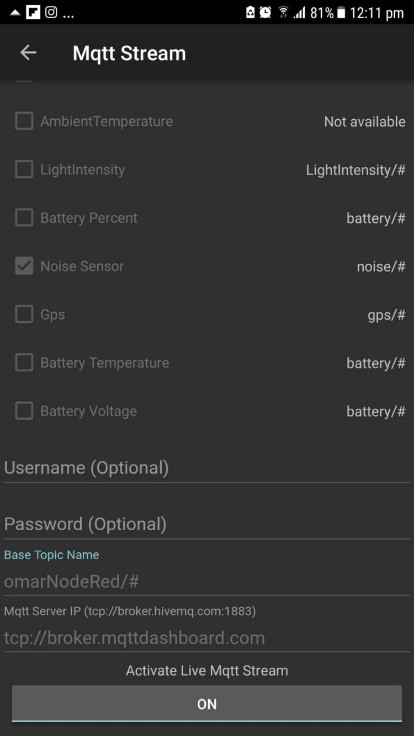 ... 81% 12:11 pm
Mqtt Stream
AmbientTemperature Not available
LightIntensity LightIntensity/#
Battery Percent battery/#
Noise Sensor noise/#
Gps gps/#
Battery Temperature battery/#
Battery Voltage battery/#
Username (Optional)
Password (Optional)
Base Topic Name
omarNodeRed/#
Mqtt Server IP (tcp://broker.hivemq.com:1883)
tcp://broker.mqttdashboard.com
Activate Live Mqtt Stream
ON